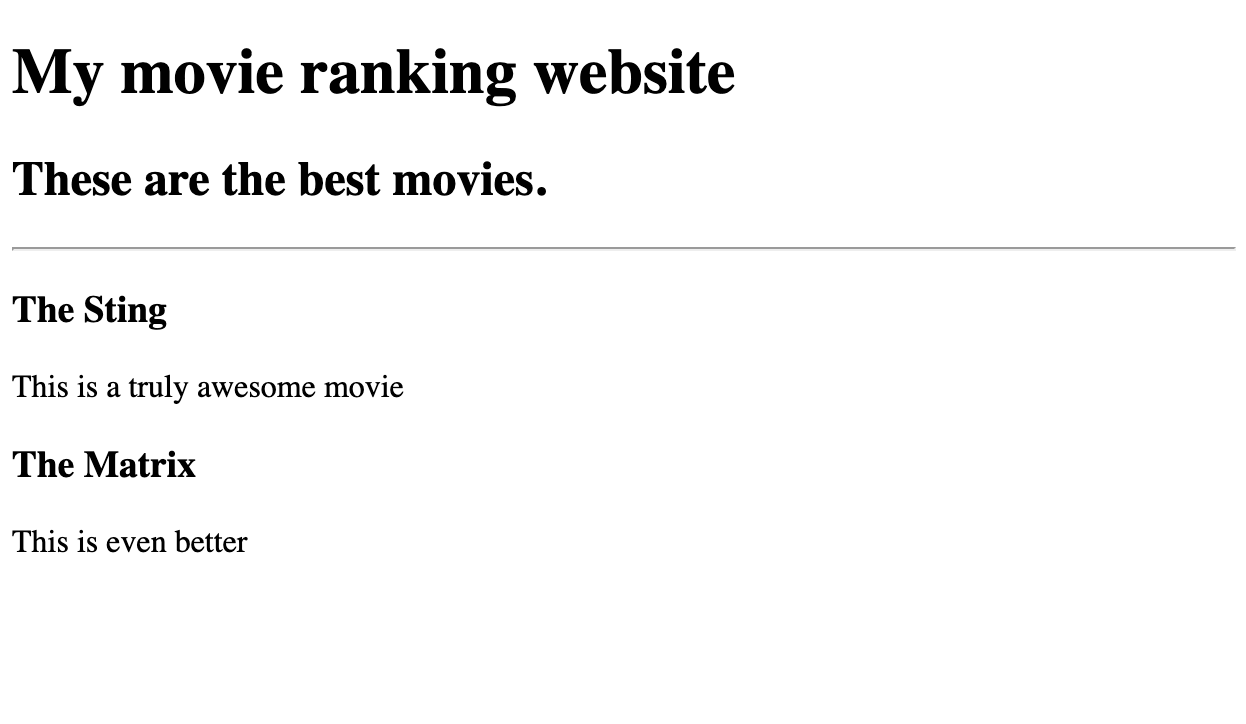 My movie ranking website
These are the best movies.
The Sting
This is a truly awesome movie
The Matrix
This is even better